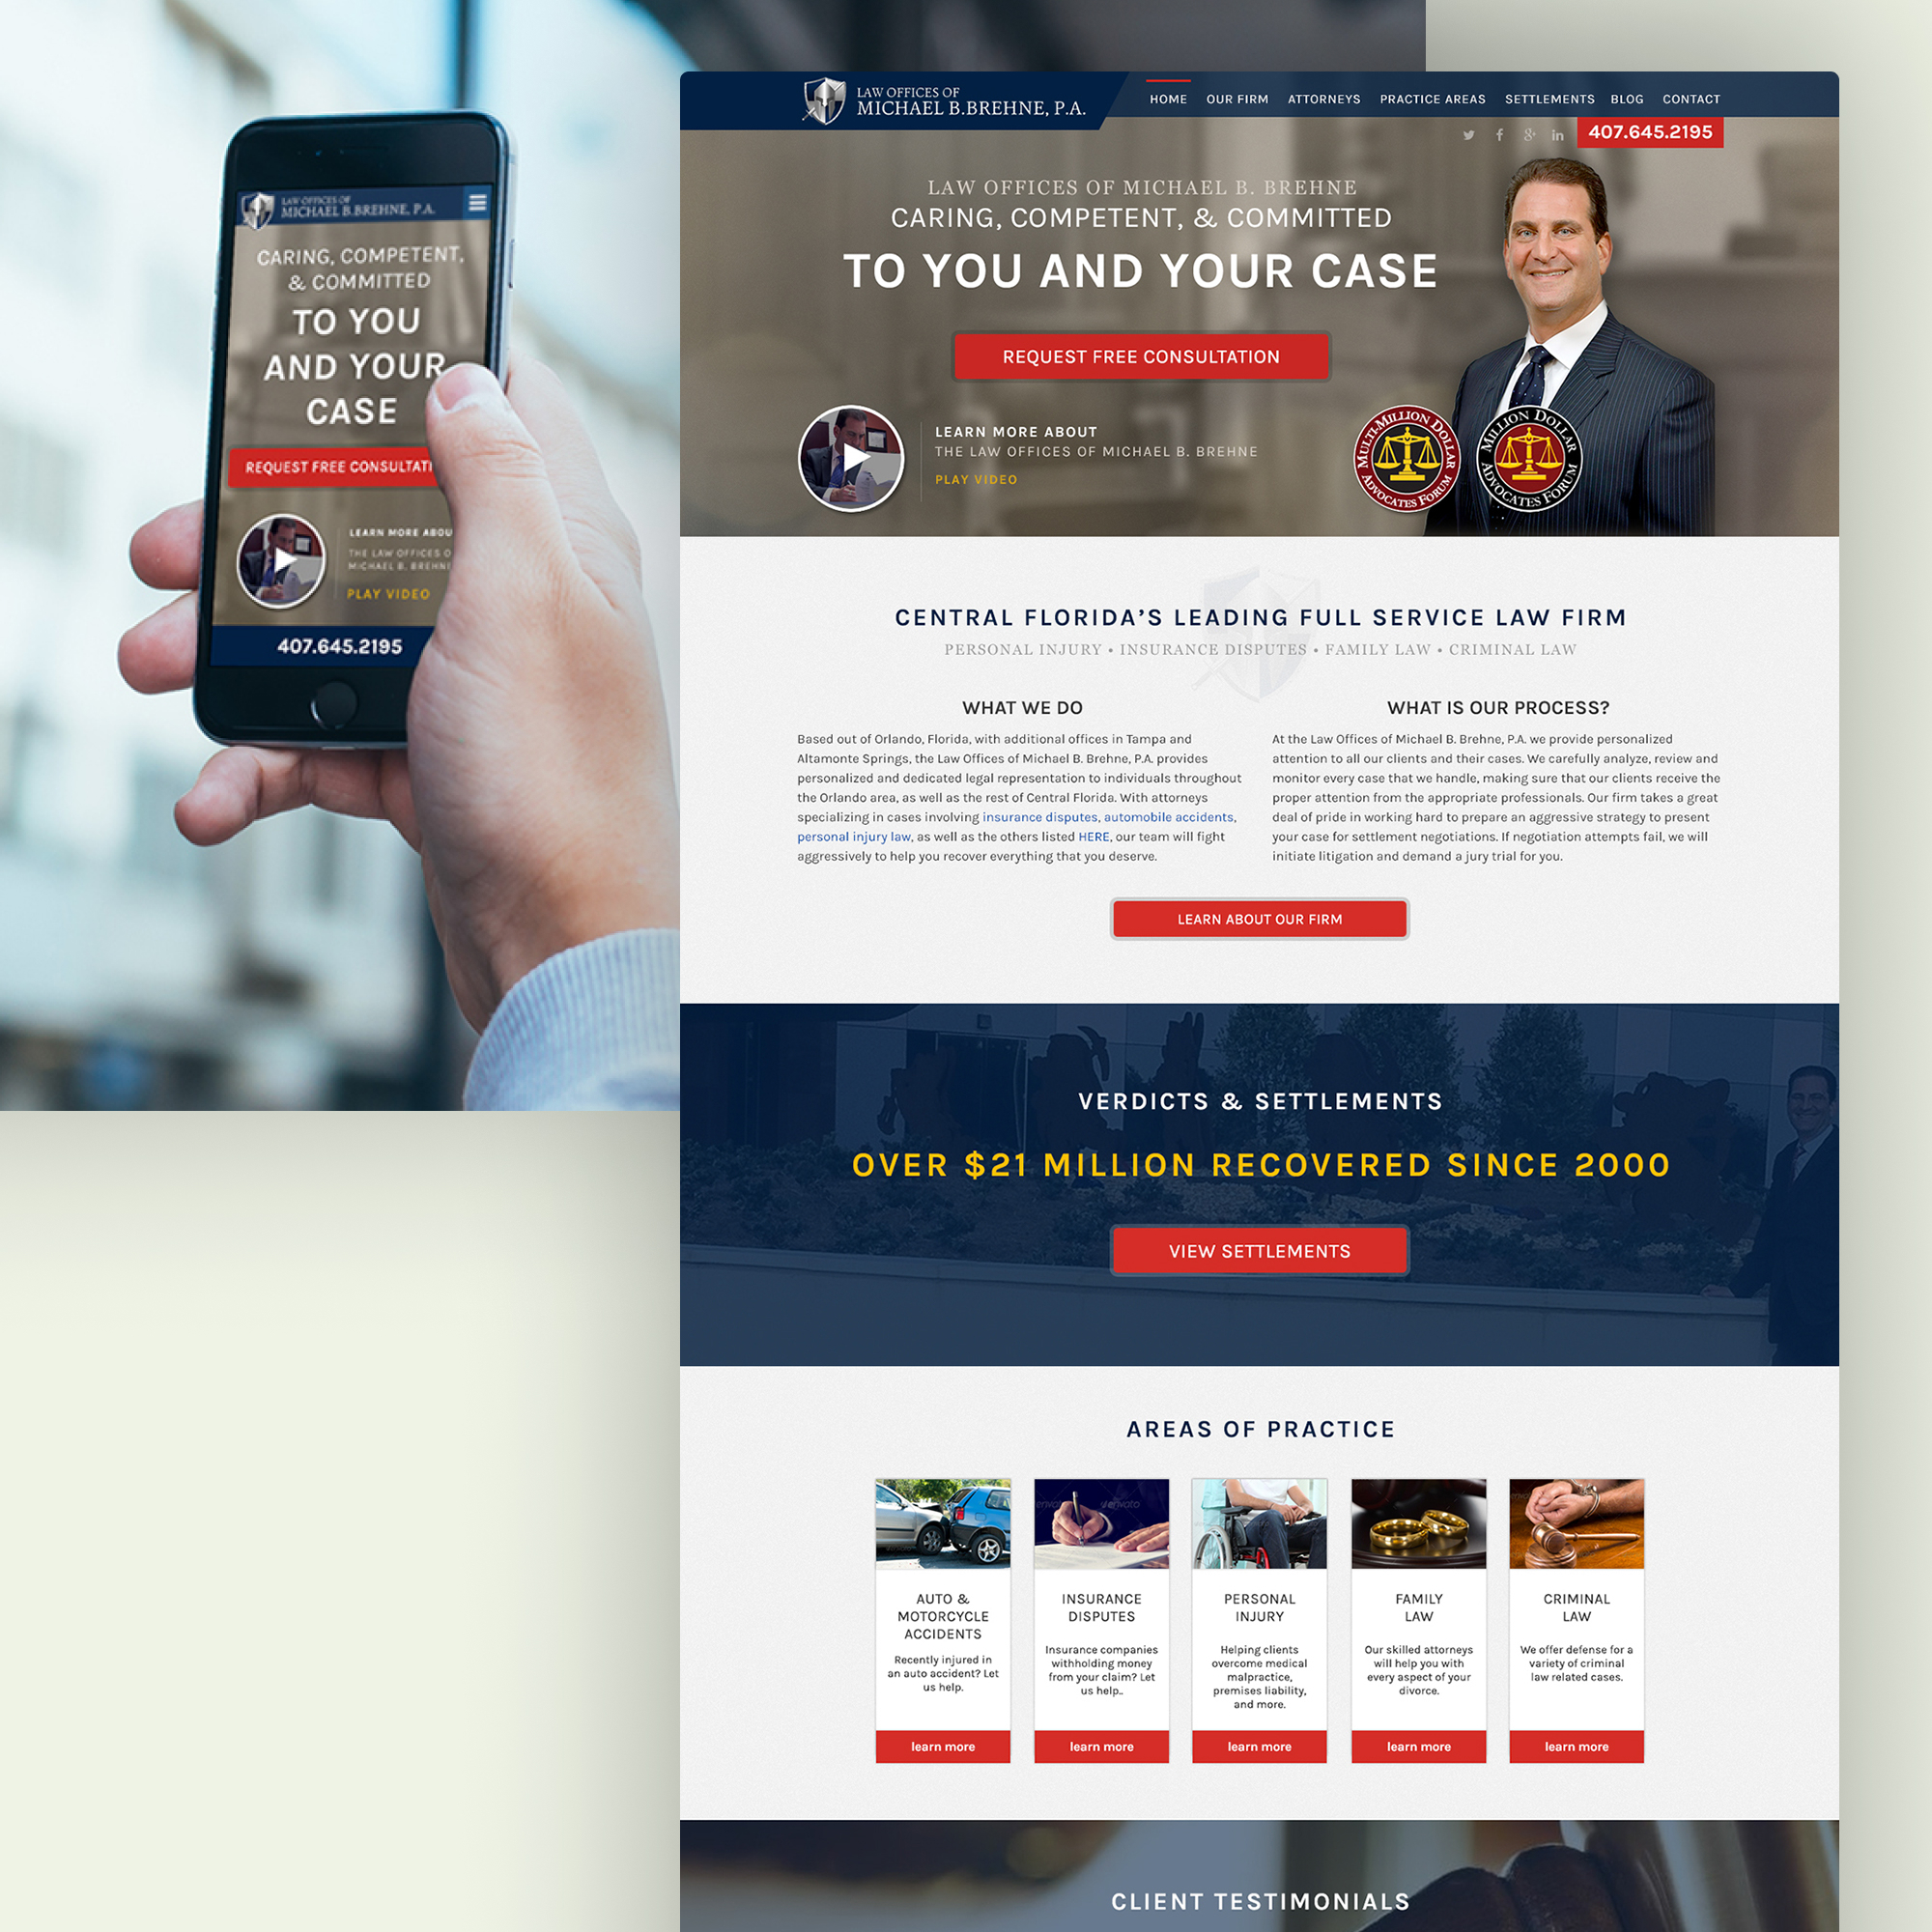 LAW OFFICES OF
MICHAEL B.BREHNE, P.A.
CARING, COMPETENT,
& COMMITTED
TO YOU
AND YOUR
CASE
REQUEST FREE CONSULTATI
LEARN MORE ABOU
THE LAW OFFICES O
MICHAEL B. BREHNE
PLAY VIDEO
407.645.2195
LAW OFFICES OF
MICHAEL B.BREHNE, P.A.
HOME OUR FIRM ATTORNEYS PRACTICE AREAS SETTLEMENTS BLOG CONTACT
407.645.2195
LAW OFFICES OF MICHAEL B. BREHNE
CARING, COMPETENT, & COMMITTED
TO YOU AND YOUR CASE
REQUEST FREE CONSULTATION
LEARN MORE ABOUT
THE LAW OFFICES OF MICHAEL B. BREHNE
PLAY VIDEO
MULTI-MILLION DOLLAR
ADVOCATES FORUM
MILLION DOLLAR
ADVOCATES FORUM
CENTRAL FLORIDA’S LEADING FULL SERVICE LAW FIRM
PERSONAL INJURY • INSURANCE DISPUTES • FAMILY LAW • CRIMINAL LAW
WHAT WE DO
Based out of Orlando, Florida, with additional offices in Tampa and
Altamonte Springs, the Law Offices of Michael B. Brehne, P.A. provides
personalized and dedicated legal representation to individuals throughout
the Orlando area, as well as the rest of Central Florida. With attorneys
specializing in cases involving insurance disputes, automobile accidents,
personal injury law, as well as the others listed HERE, our team will fight
aggressively to help you recover everything that you deserve.
WHAT IS OUR PROCESS?
At the Law Offices of Michael B. Brehne, P.A. we provide personalized
attention to all our clients and their cases. We carefully analyze, review and
monitor every case that we handle, making sure that our clients receive the
proper attention from the appropriate professionals. Our firm takes a great
deal of pride in working hard to prepare an aggressive strategy to present
your case for settlement negotiations. If negotiation attempts fail, we will
initiate litigation and demand a jury trial for you.
LEARN ABOUT OUR FIRM
VERDICTS & SETTLEMENTS
OVER $21 MILLION RECOVERED SINCE 2000
VIEW SETTLEMENTS
AREAS OF PRACTICE
envato
AUTO &
MOTORCYCLE
ACCIDENTS
Recently injured in
an auto accident? Let
us help.
learn more
INSURANCE
DISPUTES
Insurance companies
withholding money
from your claim? Let
us help..
learn more
PERSONAL
INJURY
Helping clients
overcome medical
malpractice,
premises liability,
and more.
learn more
FAMILY
LAW
Our skilled attorneys
will help you with
every aspect of your
divorce.
learn more
CRIMINAL
LAW
We offer defense for a
variety of criminal
law related cases.
learn more
CLIENT TESTIMONIALS